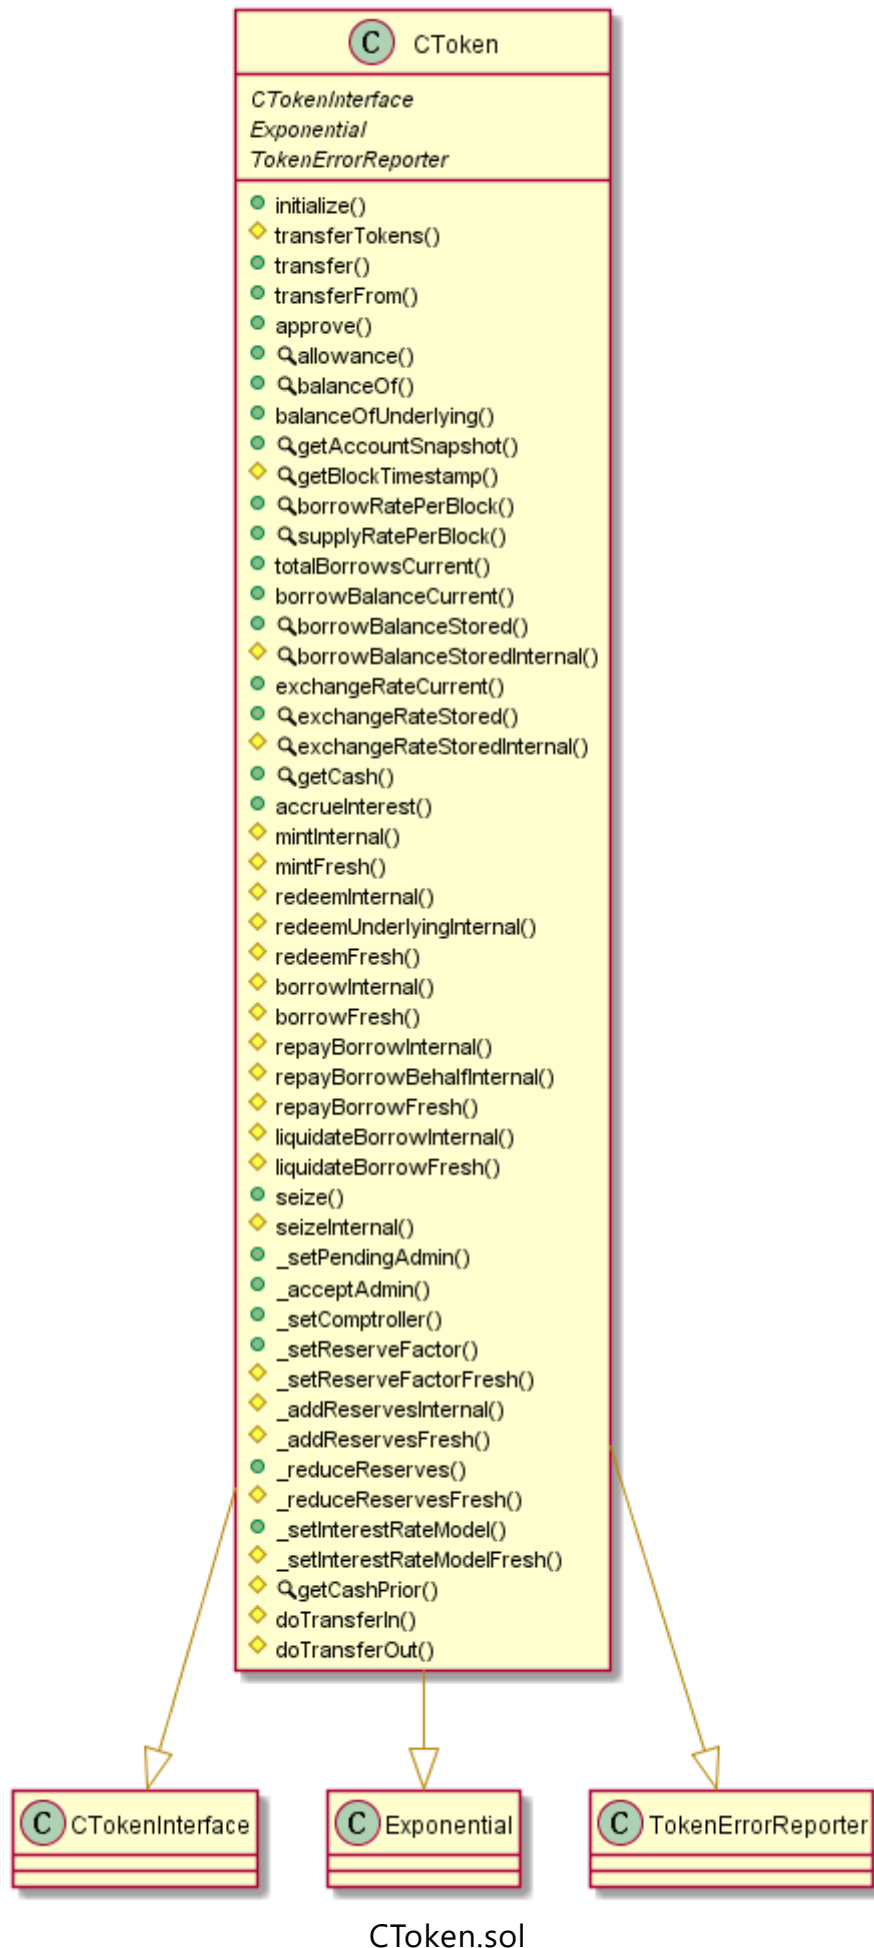 C CToken
CTokenInterface
Exponential
TokenErrorReporter
initialize()
transferTokens()
transfer()
transferFrom()
approve()
allowance()
balanceOf()
balanceOfUnderlying()
getAccountSnapshot()
getBlockTimestamp()
borrowRatePerBlock()
supplyRatePerBlock()
totalBorrowsCurrent()
borrowBalanceCurrent()
borrowBalanceStored()
borrowBalanceStoredInternal()
exchangeRateCurrent()
exchangeRateStored()
exchangeRateStoredInternal()
getCash()
accrueInterest()
mintInternal()
mintFresh()
redeemInternal()
redeemUnderlyingInternal()
redeemFresh()
borrowInternal()
borrowFresh()
repayBorrowInternal()
repayBorrowBehalfInternal()
repayBorrowFresh()
liquidateBorrowInternal()
liquidateBorrowFresh()
seize()
seizeInternal()
_setPendingAdmin()
_acceptAdmin()
_setComptroller()
_setReserveFactor()
_setReserveFactorFresh()
_addReservesInternal()
_addReservesFresh()
_reduceReserves()
_reduceReservesFresh()
_setInterestRateModel()
_setInterestRateModelFresh()
getCashPrior()
doTransferIn()
doTransferOut()
C CTokenInterface
C Exponential
C TokenErrorReporter
CToken.sol